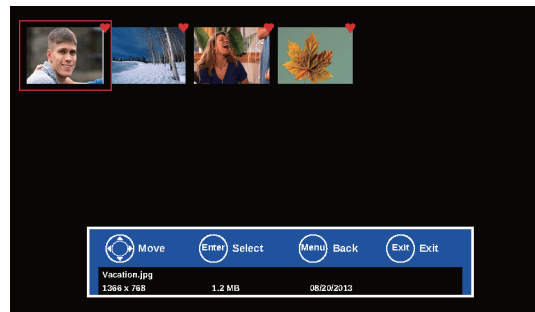 Move Enter Select Menu Back Exit Exit
Vacation.jpg
1366 x 768 1.2 MB 08/20/2013